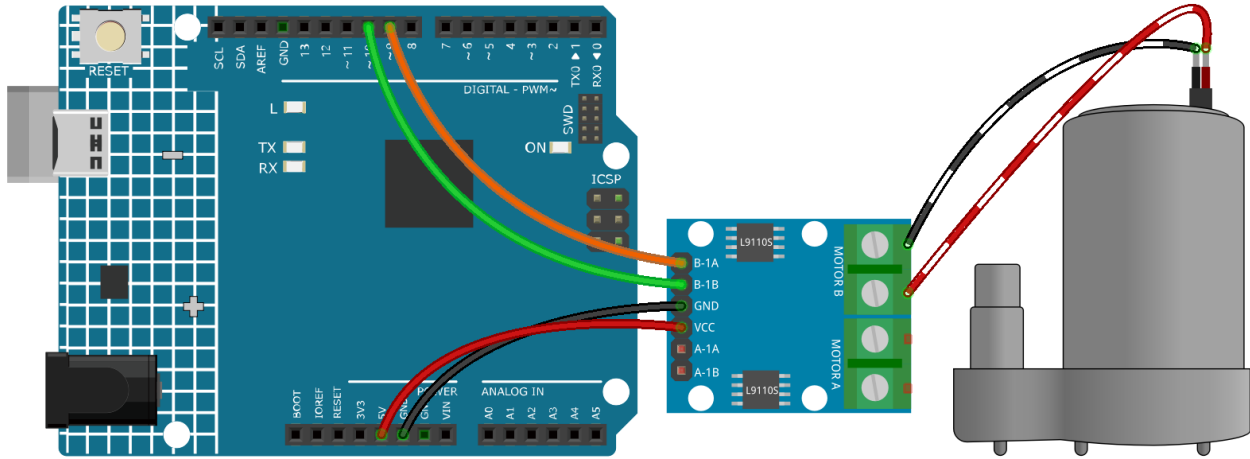 RESET
SCL
SDA
AREF
GND
13
12
~ 11
~ 10
~ 9
8
7
~ 6
~ 5
4
~ 3
2
TX0 ▶ 1
RX0 ◀ 0
DIGITAL - PWM~
L
TX
RX
ON
SWD
ICSP
BOOT
IOREF
RESET
3V3
5V
GND
GND
VIN
POWER
ANALOG IN
A0
A1
A2
A3
A4
A5
B-1A
B-1B
GND
VCC
A-1A
A-1B
L9110S
L9110S
MOTOR B
MOTOR A